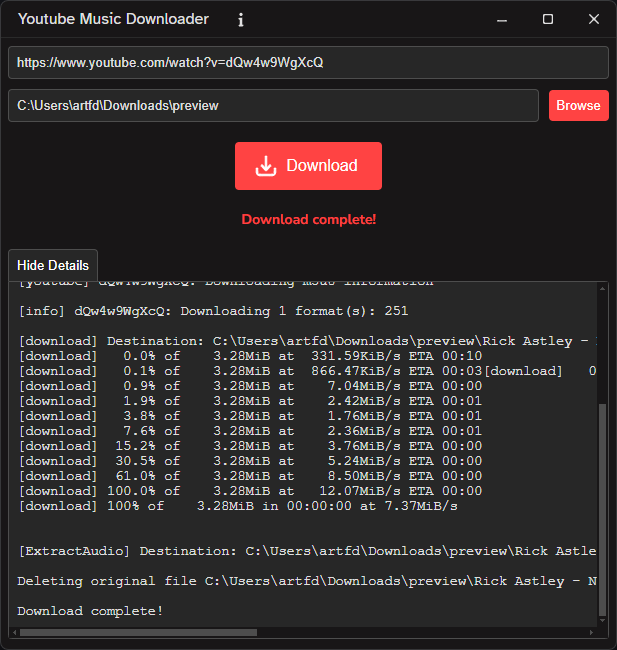 Youtube Music Downloader
https://www.youtube.com/watch?v=dQw4w9WgXcQ
C:\Users\artfd\Downloads\preview
Browse
Download
Download complete!
Hide Details
[youtube] dQw4w9WgXcQ: Downloading m3u8 information
[info] dQw4w9WgXcQ: Downloading 1 format(s): 251
[download] Destination: C:\Users\artfd\Downloads\preview\Rick Astley -
[download]   0.0% of    3.28MiB at  331.59KiB/s ETA 00:10
[download]   0.1% of    3.28MiB at  866.47KiB/s ETA 00:03[download]   0
[download]   0.9% of    3.28MiB at    7.04MiB/s ETA 00:00
[download]   1.9% of    3.28MiB at    2.42MiB/s ETA 00:01
[download]   3.8% of    3.28MiB at    1.76MiB/s ETA 00:01
[download]   7.6% of    3.28MiB at    2.36MiB/s ETA 00:01
[download]  15.2% of    3.28MiB at    3.76MiB/s ETA 00:00
[download]  30.5% of    3.28MiB at    5.24MiB/s ETA 00:00
[download]  61.0% of    3.28MiB at    8.50MiB/s ETA 00:00
[download] 100.0% of    3.28MiB at   12.07MiB/s ETA 00:00
[download] 100% of    3.28MiB in 00:00:00 at 7.37MiB/s
[ExtractAudio] Destination: C:\Users\artfd\Downloads\preview\Rick Astle
Deleting original file C:\Users\artfd\Downloads\preview\Rick Astley - N
Download complete!